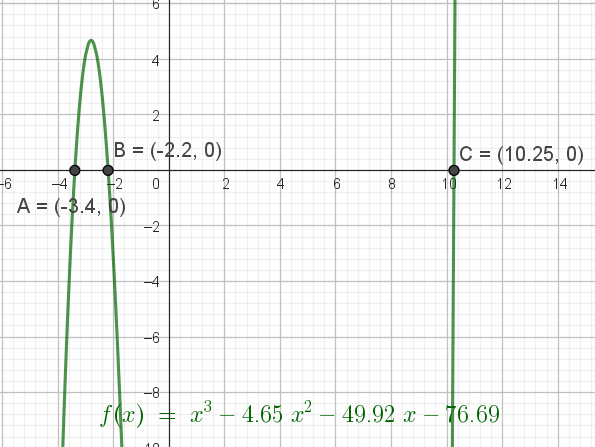 6
4
2
B = (-2.2, 0)
C = (10.25, 0)
-6 -4 -2 0 2 4 6 8 10 12 14
A = (-3.4, 0)
-2
-4
-6
-8
f(x) = x³ − 4.65 x² − 49.92 x − 76.69
-10